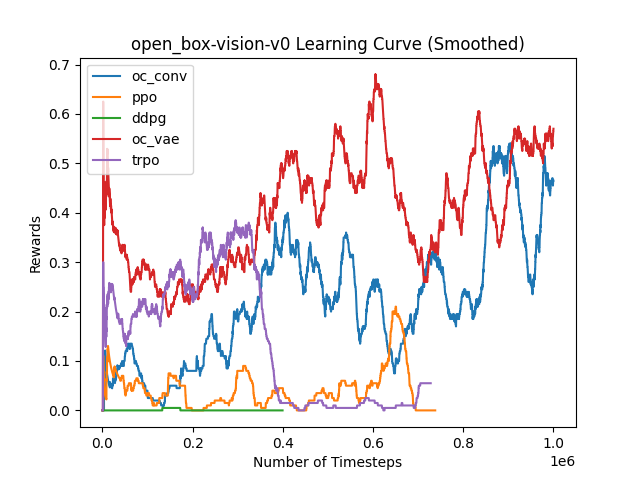 open_box-vision-v0 Learning Curve (Smoothed)
0.7
0.6
0.5
0.4
0.3
0.2
0.1
0.0
Rewards
oc_conv
ppo
ddpg
oc_vae
trpo
0.0 0.2 0.4 0.6 0.8 1.0
1e6
Number of Timesteps